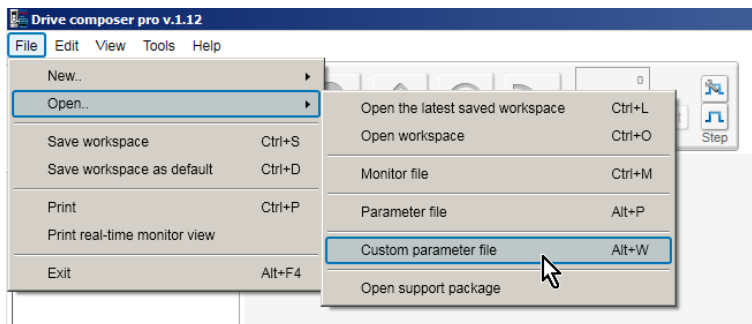 Drive composer pro v.1.12
File Edit View Tools Help
New..
Open..
Save workspace Ctrl+S
Save workspace as default Ctrl+D
Print Ctrl+P
Print real-time monitor view
Exit Alt+F4
Open the latest saved workspace Ctrl+L
Open workspace Ctrl+O
Monitor file Ctrl+M
Parameter file Alt+P
Custom parameter file Alt+W
Open support package
0
Step